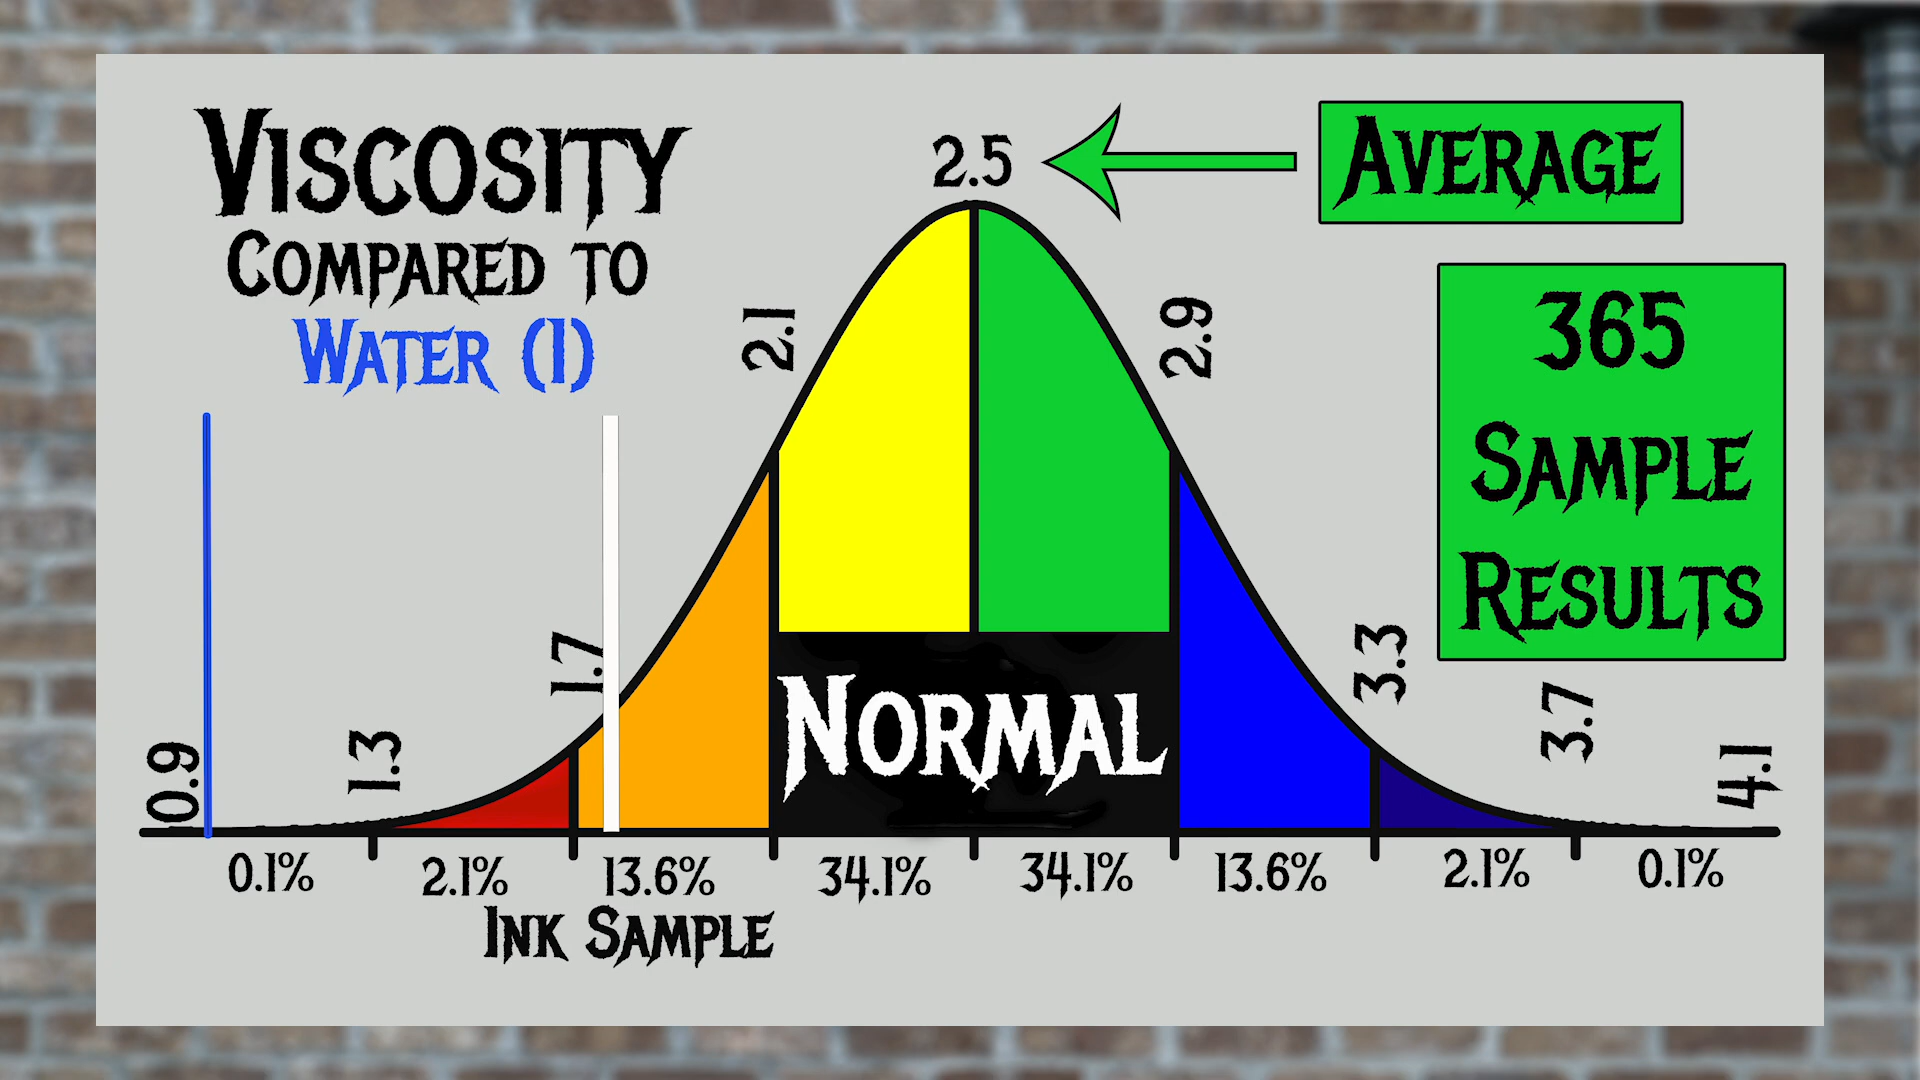 Viscosity
Compared to
Water (1)
2.5
Average
365
Sample
Results
2.1
2.9
1.7
3.3
1.3
3.7
0.9
4.1
Normal
0.1%
2.1%
13.6%
34.1%
34.1%
13.6%
2.1%
0.1%
Ink Sample